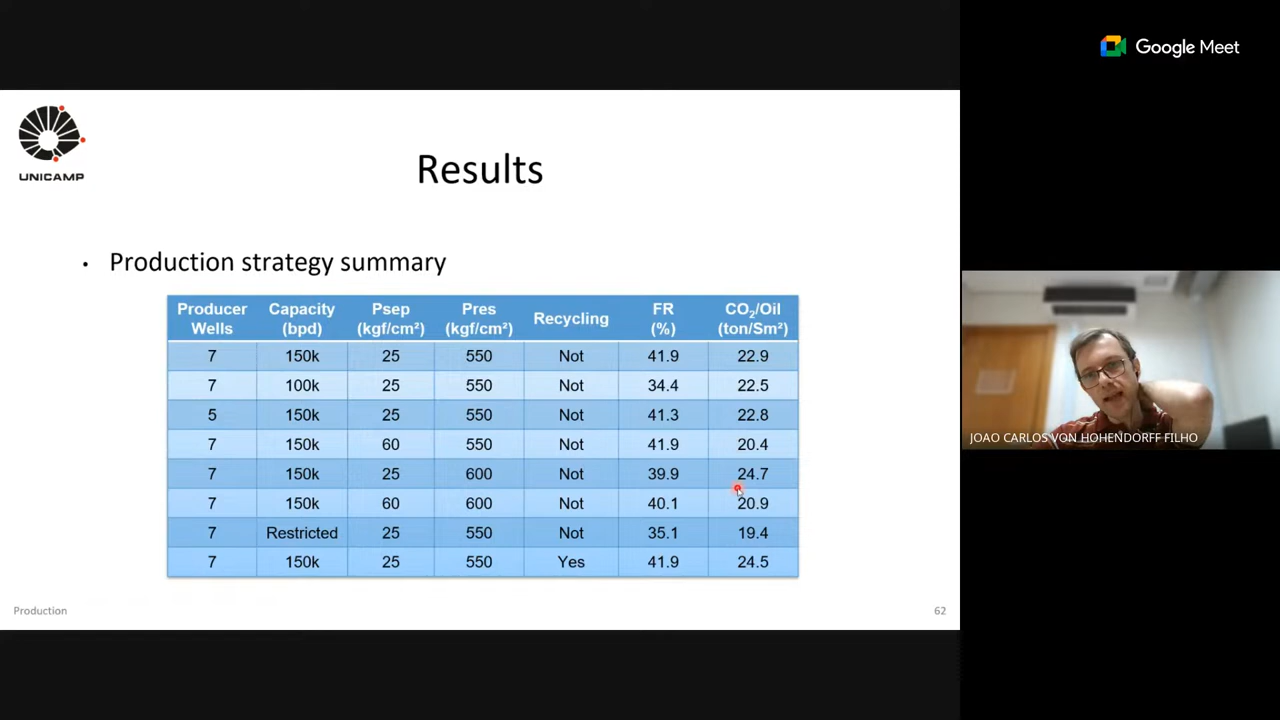 Google Meet
UNICAMP
Results
• Production strategy summary
Producer Wells Capacity (bpd) Psep (kgf/cm²) Pres (kgf/cm²) Recycling FR (%) CO₂/Oil (ton/Sm²)
7 150k 25 550 Not 41.9 22.9
7 100k 25 550 Not 34.4 22.5
5 150k 25 550 Not 41.3 22.8
7 150k 60 550 Not 41.9 20.4
7 150k 25 600 Not 39.9 24.7
7 150k 60 600 Not 40.1 20.9
7 Restricted 25 550 Not 35.1 19.4
7 150k 25 550 Yes 41.9 24.5
JOAO CARLOS VON HOHENDORFF FILHO
Production 62